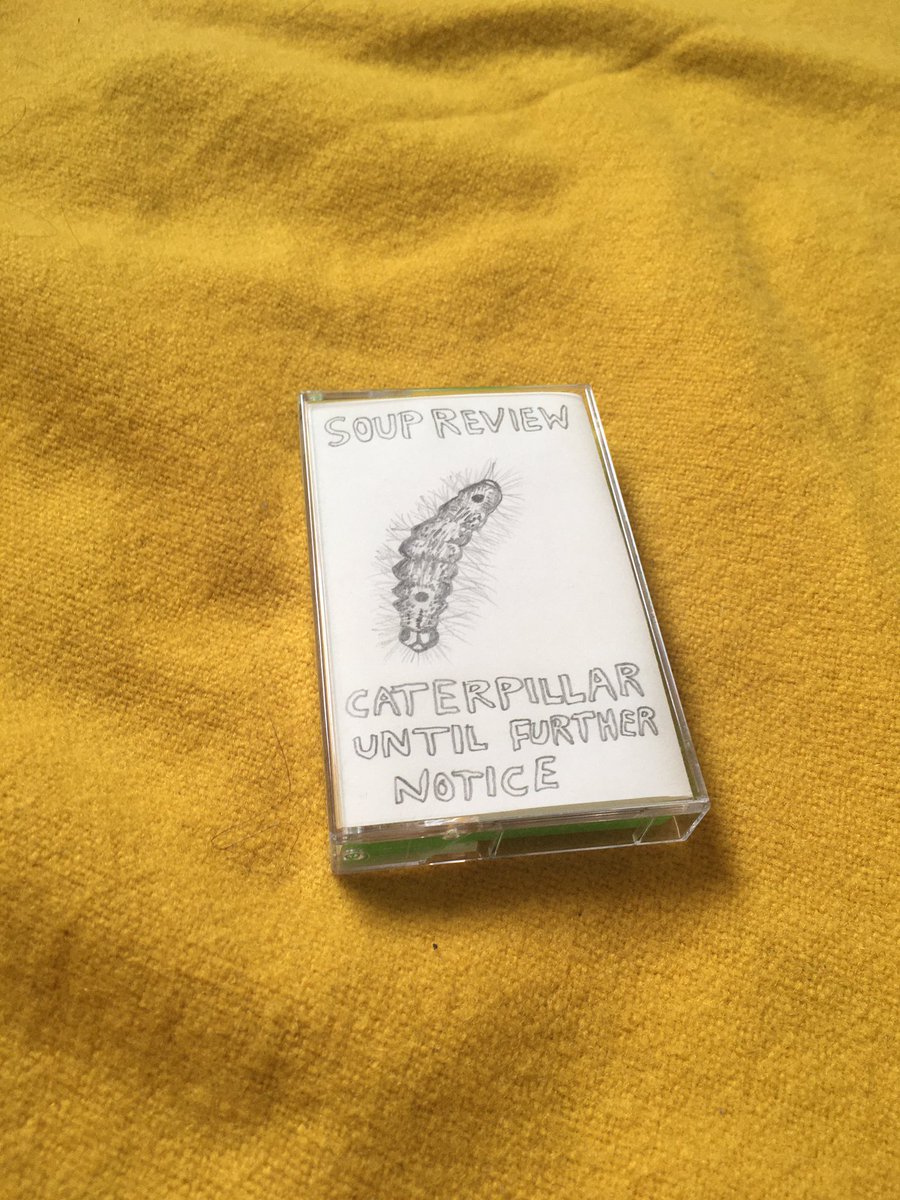 SOUP REVIEW
CATERPILLAR
UNTIL FURTHER
NOTICE